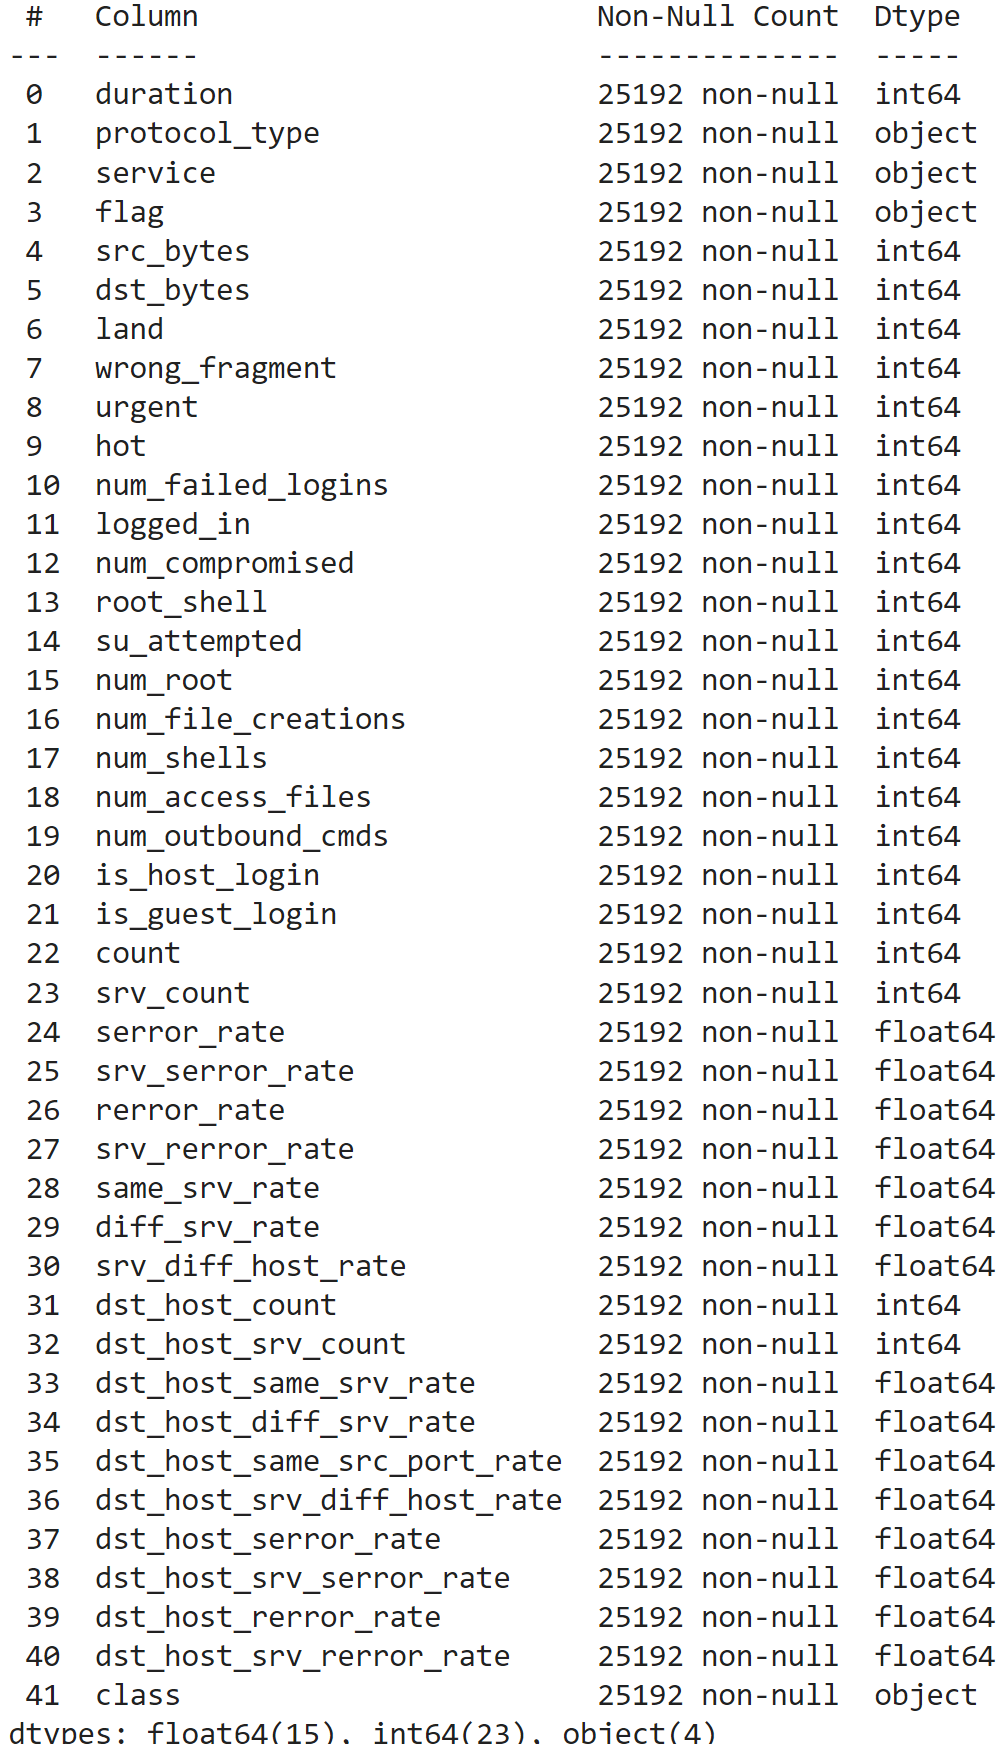 # Column Non-Null Count Dtype
--- ------ -------------- -----
0 duration 25192 non-null int64
1 protocol_type 25192 non-null object
2 service 25192 non-null object
3 flag 25192 non-null object
4 src_bytes 25192 non-null int64
5 dst_bytes 25192 non-null int64
6 land 25192 non-null int64
7 wrong_fragment 25192 non-null int64
8 urgent 25192 non-null int64
9 hot 25192 non-null int64
10 num_failed_logins 25192 non-null int64
11 logged_in 25192 non-null int64
12 num_compromised 25192 non-null int64
13 root_shell 25192 non-null int64
14 su_attempted 25192 non-null int64
15 num_root 25192 non-null int64
16 num_file_creations 25192 non-null int64
17 num_shells 25192 non-null int64
18 num_access_files 25192 non-null int64
19 num_outbound_cmds 25192 non-null int64
20 is_host_login 25192 non-null int64
21 is_guest_login 25192 non-null int64
22 count 25192 non-null int64
23 srv_count 25192 non-null int64
24 serror_rate 25192 non-null float64
25 srv_serror_rate 25192 non-null float64
26 rerror_rate 25192 non-null float64
27 srv_rerror_rate 25192 non-null float64
28 same_srv_rate 25192 non-null float64
29 diff_srv_rate 25192 non-null float64
30 srv_diff_host_rate 25192 non-null float64
31 dst_host_count 25192 non-null int64
32 dst_host_srv_count 25192 non-null int64
33 dst_host_same_srv_rate 25192 non-null float64
34 dst_host_diff_srv_rate 25192 non-null float64
35 dst_host_same_src_port_rate 25192 non-null float64
36 dst_host_srv_diff_host_rate 25192 non-null float64
37 dst_host_serror_rate 25192 non-null float64
38 dst_host_srv_serror_rate 25192 non-null float64
39 dst_host_rerror_rate 25192 non-null float64
40 dst_host_srv_rerror_rate 25192 non-null float64
41 class 25192 non-null object
dtypes: float64(15), int64(23), object(4)